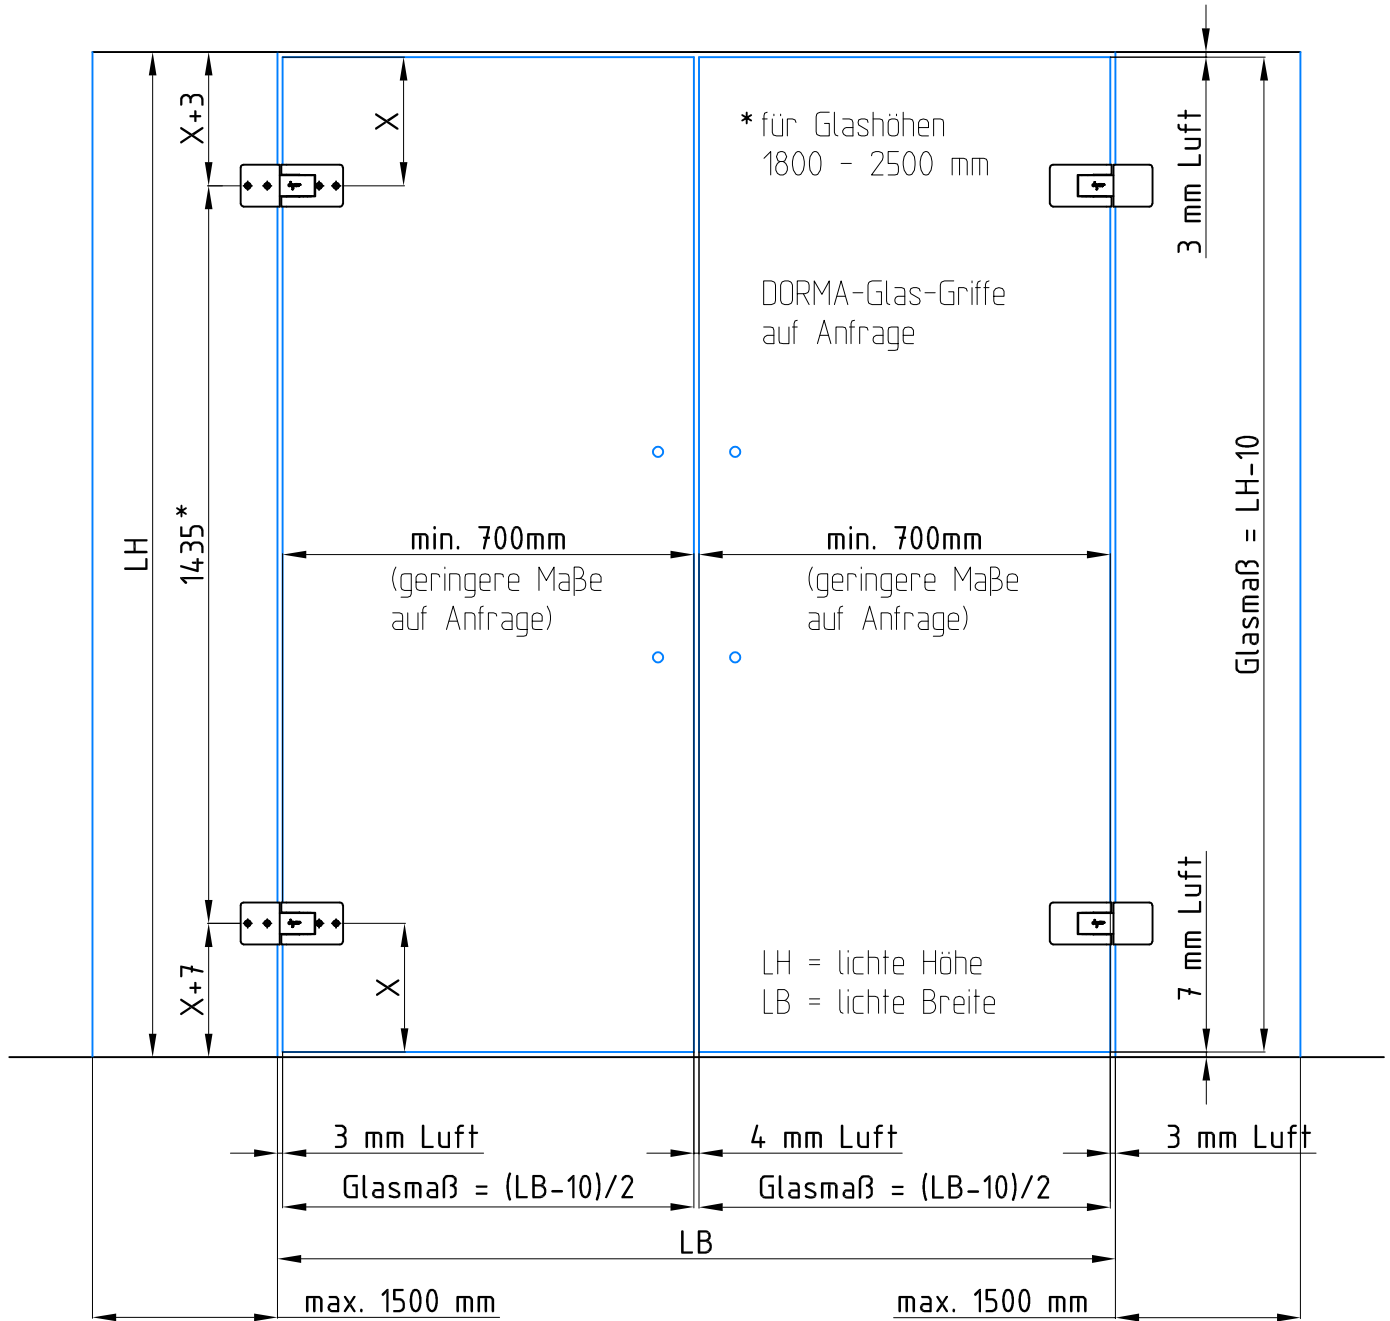 X+3
X
* für Glashöhen
1800 - 2500 mm
3 mm Luft
DORMA-Glas-Griffe
auf Anfrage
LH
1435*
min. 700mm
(geringere Maße
auf Anfrage)
min. 700mm
(geringere Maße
auf Anfrage)
Glasmaß = LH-10
X+7
X
LH = lichte Höhe
LB = lichte Breite
7 mm Luft
3 mm Luft
4 mm Luft
3 mm Luft
Glasmaß = (LB-10)/2
Glasmaß = (LB-10)/2
LB
max. 1500 mm
max. 1500 mm